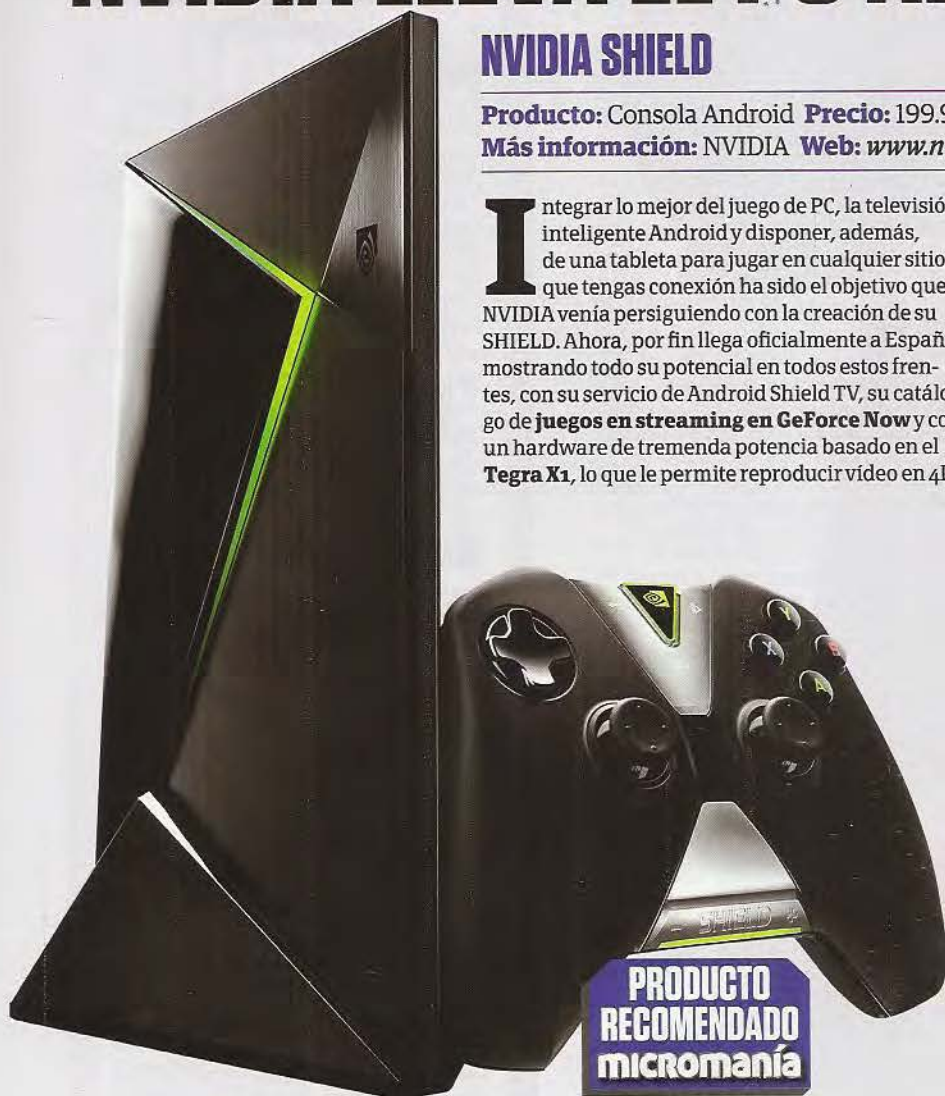 NVIDIA SHIELD
Producto: Consola Android Precio: 199.9
Más información: NVIDIA Web: www.n
Integrar lo mejor del juego de PC, la televisió
inteligente Android y disponer, además,
de una tableta para jugar en cualquier sitio
que tengas conexión ha sido el objetivo que
NVIDIA venía persiguiendo con la creación de su
SHIELD. Ahora, por fin llega oficialmente a Españ
mostrando todo su potencial en todos estos fren-
tes, con su servicio de Android Shield TV, su catálo
go de juegos en streaming en GeForce Now y co
un hardware de tremenda potencia basado en el
Tegra X1, lo que le permite reproducir vídeo en 4
Y
X
B
A
- SHIELD +
PRODUCTO
RECOMENDADO
micromanía